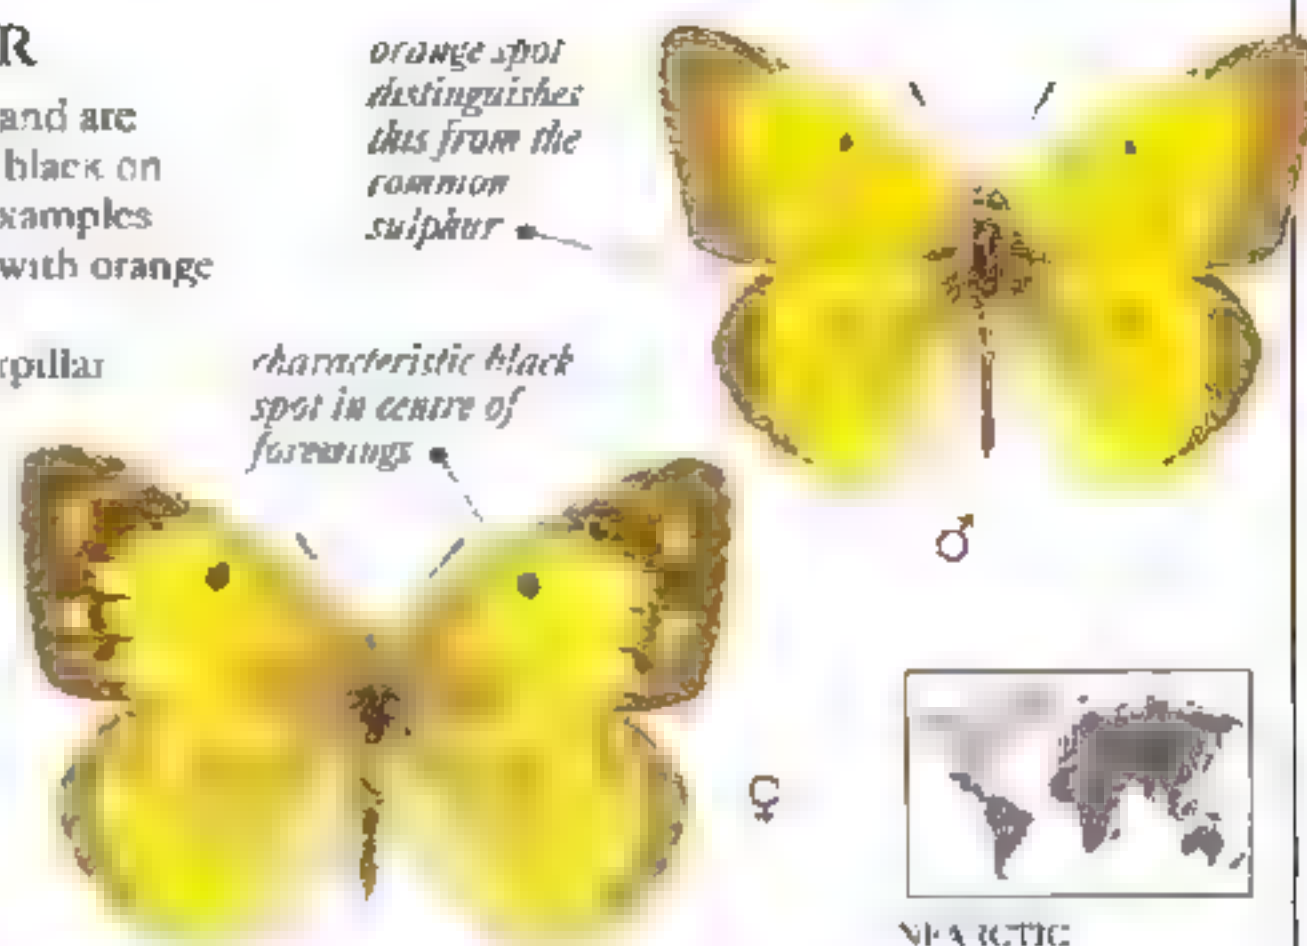 R
and are
black on
xamples
with orange
rpillar
orange spot
distinguishes
this from the
common
sulphur
characteristic black
spot in centre of
forewings
♂
♀
NEARCTIC